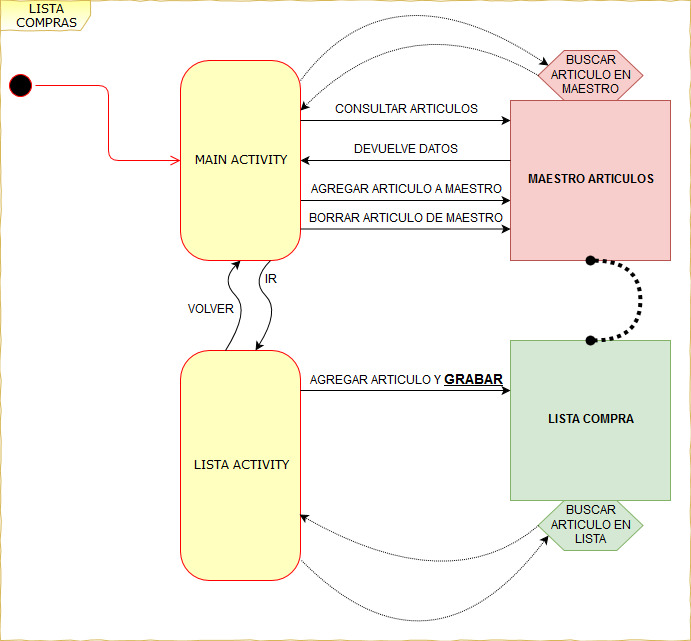 LISTA
COMPRAS
BUSCAR
ARTICULO EN
MAESTRO
CONSULTAR ARTICULOS
DEVUELVE DATOS
MAIN ACTIVITY
MAESTRO ARTICULOS
AGREGAR ARTICULO A MAESTRO
BORRAR ARTICULO DE MAESTRO
IR
VOLVER
AGREGAR ARTICULO Y GRABAR
LISTA COMPRA
LISTA ACTIVITY
BUSCAR
ARTICULO EN
LISTA